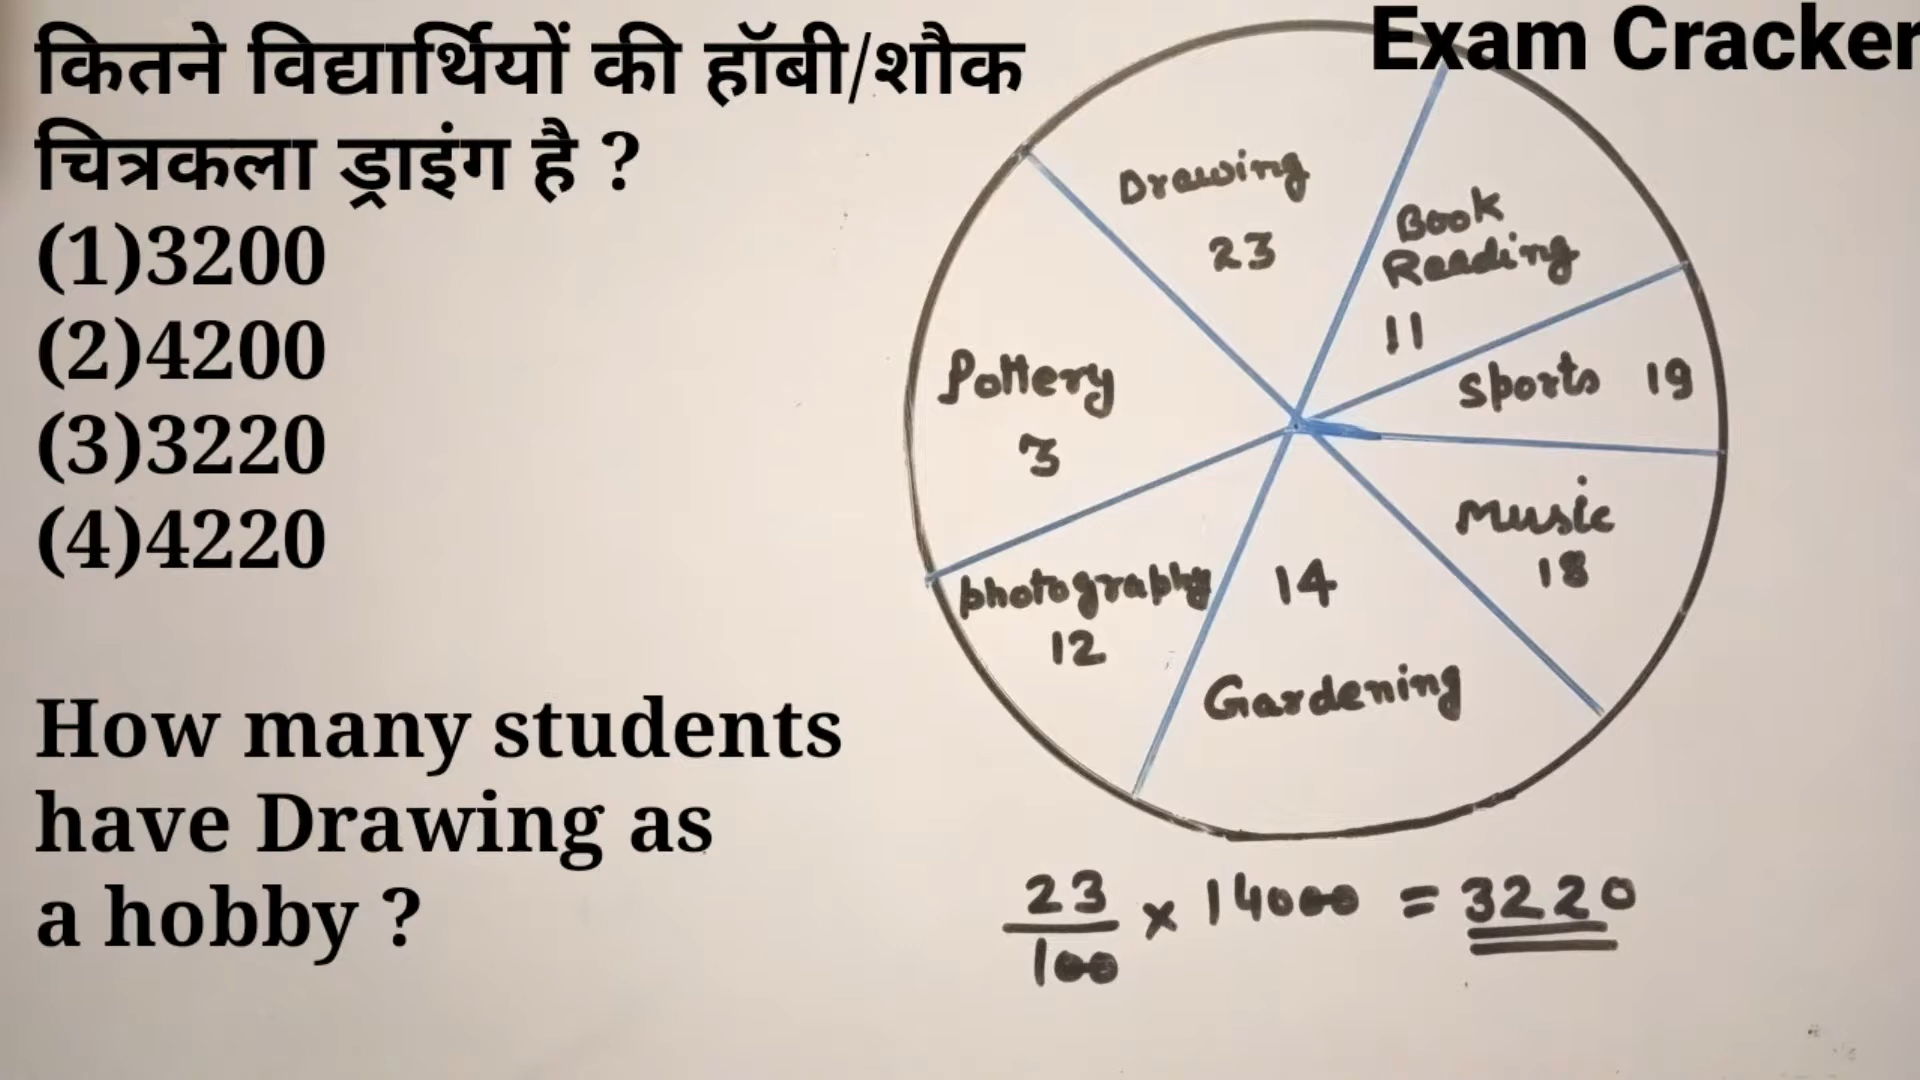 Exam Cracker
कितने विद्यार्थियों की हॉबी/शौक
चित्रकला ड्राइंग है ?
(1)3200
(2)4200
(3)3220
(4)4220
How many students
have Drawing as
a hobby ?
Drawing
23
Book
Reading
11
Sports 19
Music
18
14
Gardening
photography
12
Pottery
3
23/100 × 14000 = 3220